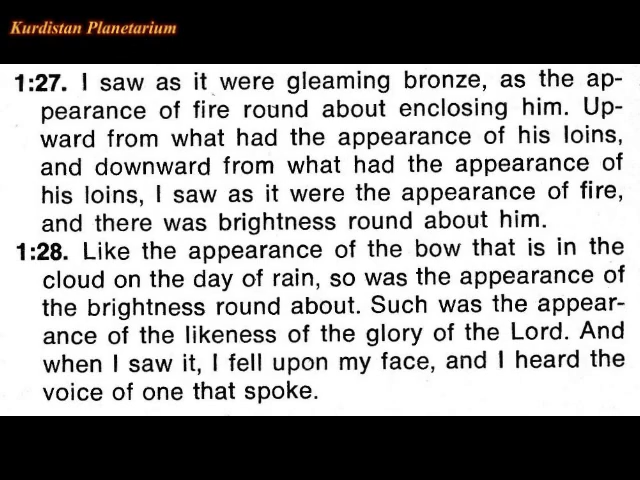 Kurdistan Planetarium
1:27. I saw as it were gleaming bronze, as the ap-
pearance of fire round about enclosing him. Up-
ward from what had the appearance of his loins,
and downward from what had the appearance of
his loins, I saw as it were the appearance of fire,
and there was brightness round about him.
1:28. Like the appearance of the bow that is in the
cloud on the day of rain, so was the appearance of
the brightness round about. Such was the appear-
ance of the likeness of the glory of the Lord. And
when I saw it, I fell upon my face, and I heard the
voice of one that spoke.